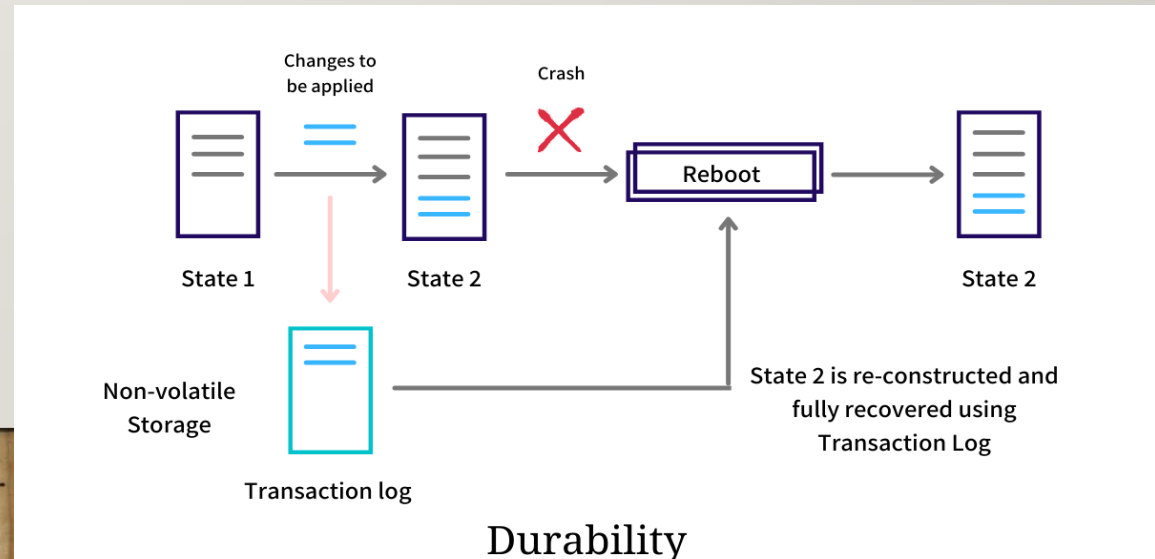 Changes to
be applied
Crash
Reboot
State 1
State 2
State 2
Non-volatile
Storage
State 2 is re-constructed and
fully recovered using
Transaction Log
Transaction log
Durability